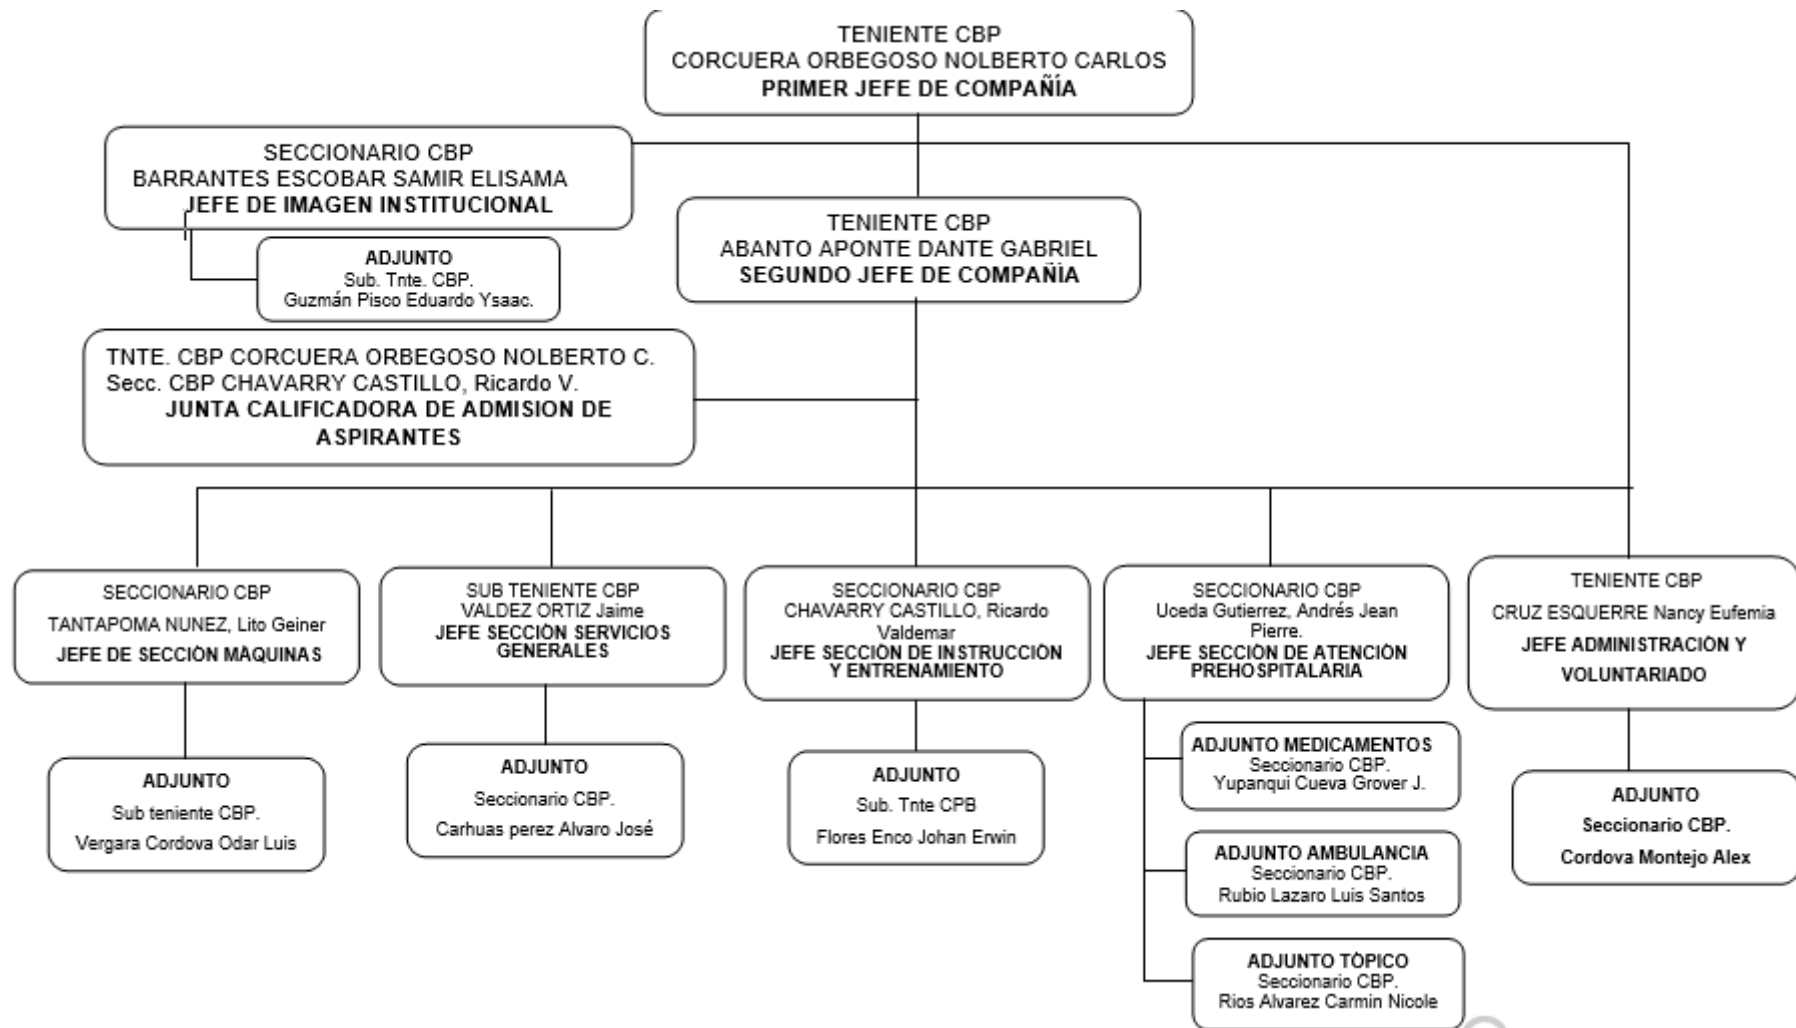 TENIENTE CBP
CORCUERA ORBEGOSO NOLBERTO CARLOS
PRIMER JEFE DE COMPAÑÍA
SECCIONARIO CBP
BARRANTES ESCOBAR SAMIR ELISAMA
JEFE DE IMAGEN INSTITUCIONAL
ADJUNTO
Sub. Tnte. CBP.
Guzmán Pisco Eduardo Ysaac.
TENIENTE CBP
ABANTO APONTE DANTE GABRIEL
SEGUNDO JEFE DE COMPAÑIA
TNTE. CBP CORCUERA ORBEGOSO NOLBERTO C.
Secc. CBP CHAVARRY CASTILLO, Ricardo V.
JUNTA CALIFICADORA DE ADMISION DE
ASPIRANTES
SECCIONARIO CBP
TANTAPOMA NUNEZ, Lito Geiner
JEFE DE SECCIÓN MÁQUINAS
ADJUNTO
Sub teniente CBP.
Vergara Cordova Odar Luis
SUB TENIENTE CBP
VALDEZ ORTIZ Jaime
JEFE SECCIÓN SERVICIOS
GENERALES
ADJUNTO
Seccionario CBP.
Carhuas perez Alvaro José
SECCIONARIO CBP
CHAVARRY CASTILLO, Ricardo
Valdemar
JEFE SECCIÓN DE INSTRUCCIÓN
Y ENTRENAMIENTO
ADJUNTO
Sub. Tnte CPB
Flores Enco Johan Erwin
SECCIONARIO CBP
Uceda Gutierrez, Andrés Jean
Pierre.
JEFE SECCIÓN DE ATENCIÓN
PREHOSPITALARIA
ADJUNTO MEDICAMENTOS
Seccionario CBP.
Yupanqui Cueva Grover J.
ADJUNTO AMBULANCIA
Seccionario CBP.
Rubio Lazaro Luis Santos
ADJUNTO TÓPICO
Seccionario CBP.
Rios Alvarez Carmin Nicole
TENIENTE CBP
CRUZ ESQUERRE Nancy Eufemia
JEFE ADMINISTRACIÓN Y
VOLUNTARIADO
ADJUNTO
Seccionario CBP.
Cordova Montejo Alex